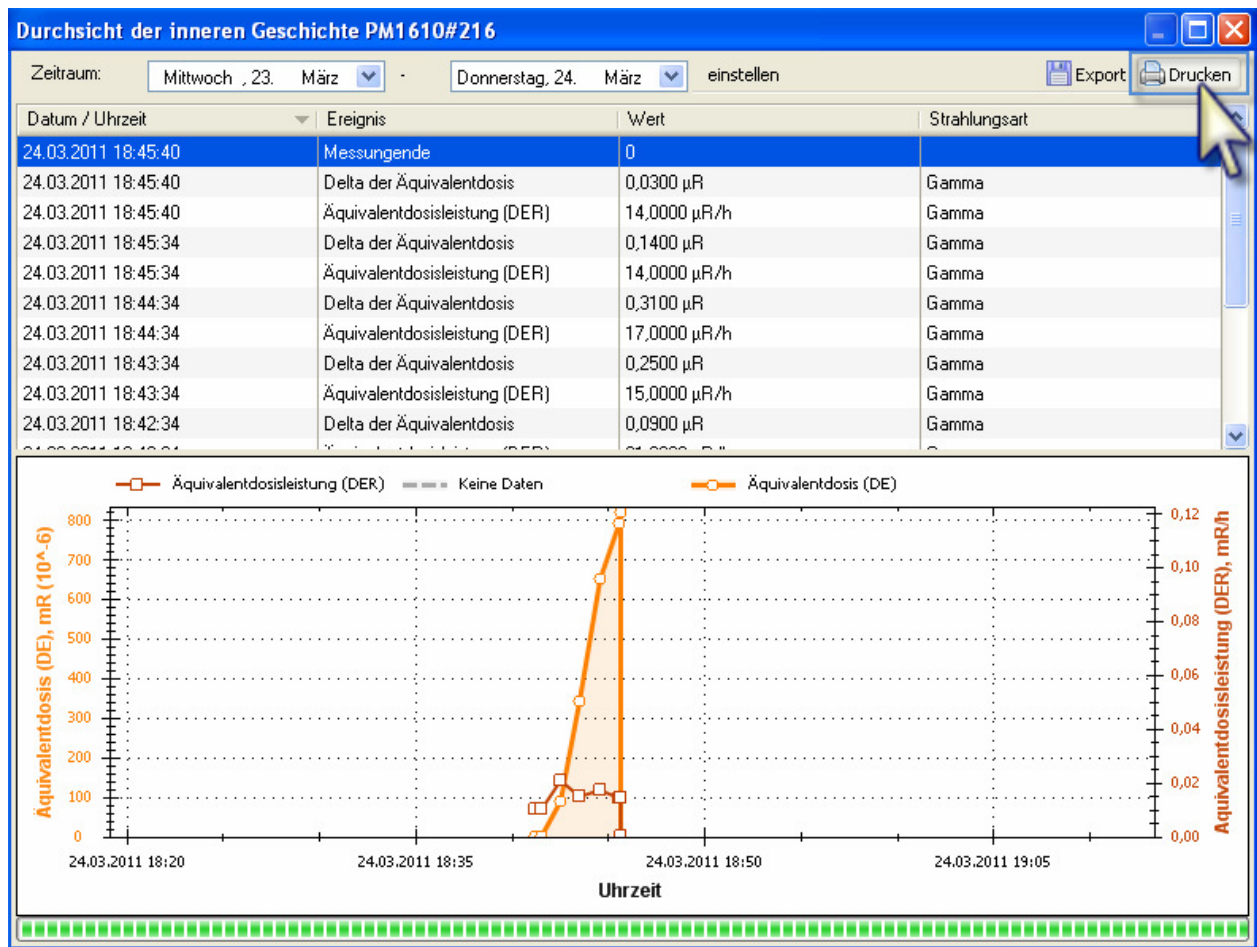 Durchsicht der inneren Geschichte PM1610#216
Zeitraum: Mittwoch , 23. März - Donnerstag, 24. März einstellen Export Drucken
Datum / Uhrzeit Ereignis Wert Strahlungsart
24.03.2011 18:45:40 Messungende 0
24.03.2011 18:45:40 Delta der Äquivalentdosis 0,0300 µR Gamma
24.03.2011 18:45:40 Äquivalentdosisleistung (DER) 14,0000 µR/h Gamma
24.03.2011 18:45:34 Delta der Äquivalentdosis 0,1400 µR Gamma
24.03.2011 18:45:34 Äquivalentdosisleistung (DER) 14,0000 µR/h Gamma
24.03.2011 18:44:34 Delta der Äquivalentdosis 0,3100 µR Gamma
24.03.2011 18:44:34 Äquivalentdosisleistung (DER) 17,0000 µR/h Gamma
24.03.2011 18:43:34 Delta der Äquivalentdosis 0,2500 µR Gamma
24.03.2011 18:43:34 Äquivalentdosisleistung (DER) 15,0000 µR/h Gamma
24.03.2011 18:42:34 Delta der Äquivalentdosis 0,0900 µR Gamma
Äquivalentdosisleistung (DER) Keine Daten Äquivalentdosis (DE)
Äquivalentdosis (DE), mR (10^-6)
800
700
600
500
400
300
200
100
0
0,12
0,10
0,08
0,06
0,04
0,02
0,00
Äquivalentdosisleistung (DER), mR/h
24.03.2011 18:20 24.03.2011 18:35 24.03.2011 18:50 24.03.2011 19:05
Uhrzeit